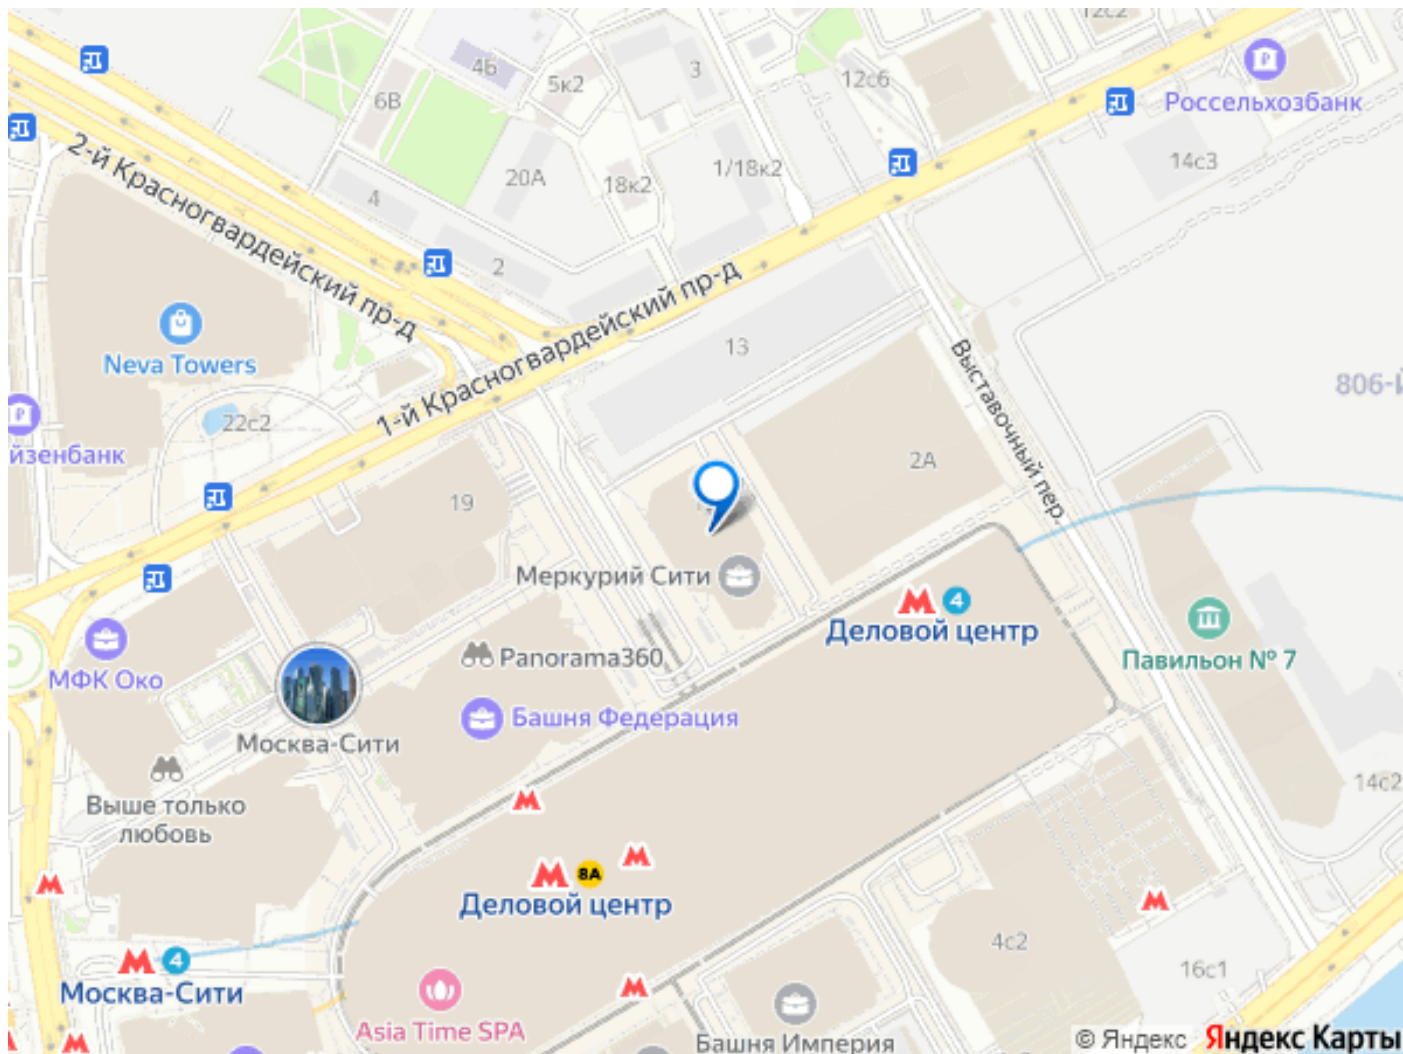 12с2
4Б
5к2
3
12с6
6В
Россельхозбанк
14с3
2-й Красногвардейский пр-д
20А
18к2
1/18к2
4
2
Neva Towers
1-й Красногвардейский пр-д
13
Выставочный пер.
806-й
22с2
йзенбанк
19
2А
Меркурий Сити
4
Деловой центр
Павильон № 7
МФК Око
Panorama360
Башня Федерация
Москва-Сити
Выше только
любовь
14с2
8А
Деловой центр
4
Москва-Сити
4с2
16с1
Asia Time SPA
Башня Империя
© Яндекс Яндекс Карты